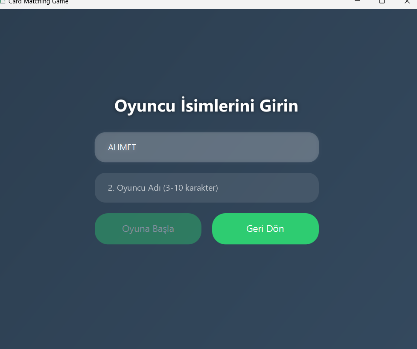 Card Matching Game
Oyuncu İsimlerini Girin
AHMET
2. Oyuncu Adı (3-10 karakter)
Oyuna Başla
Geri Dön